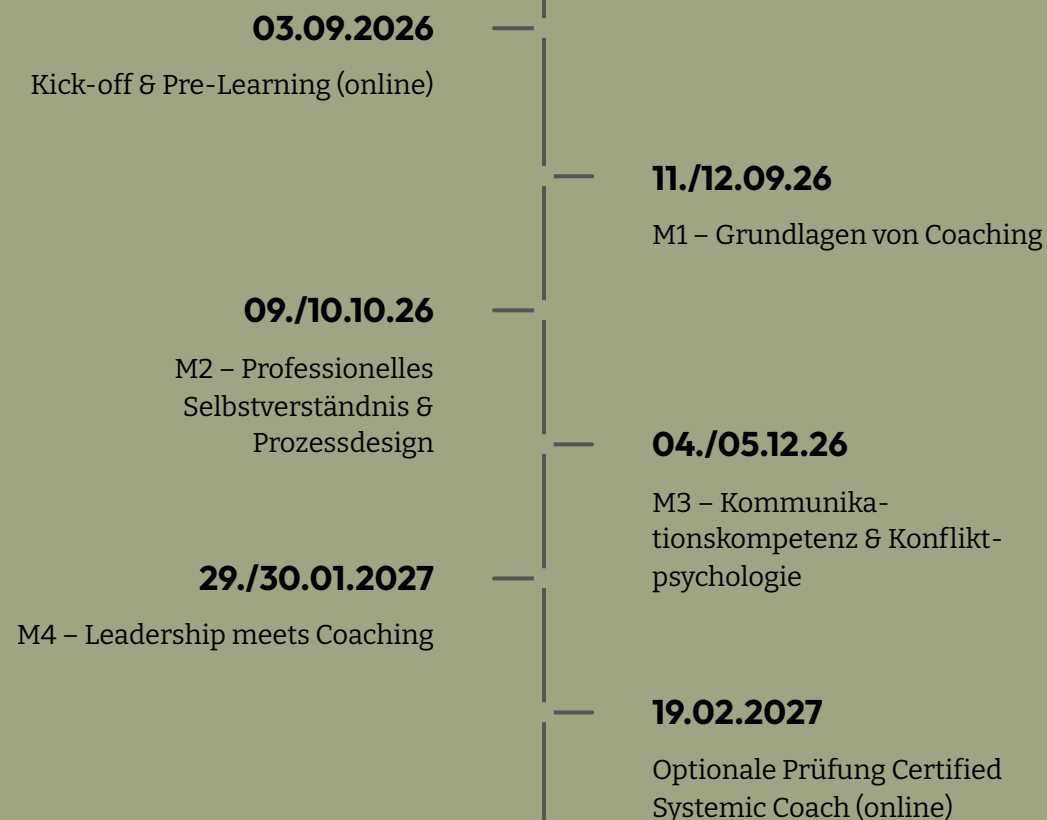 03.09.2026
Kick-off & Pre-Learning (online)
11./12.09.26
M1 – Grundlagen von Coaching
09./10.10.26
M2 – Professionelles
Selbstverständnis &
Prozessdesign
04./05.12.26
M3 – Kommunika-
tionskompetenz & Konflikt-
psychologie
29./30.01.2027
M4 – Leadership meets Coaching
19.02.2027
Optionale Prüfung Certified
Systemic Coach (online)